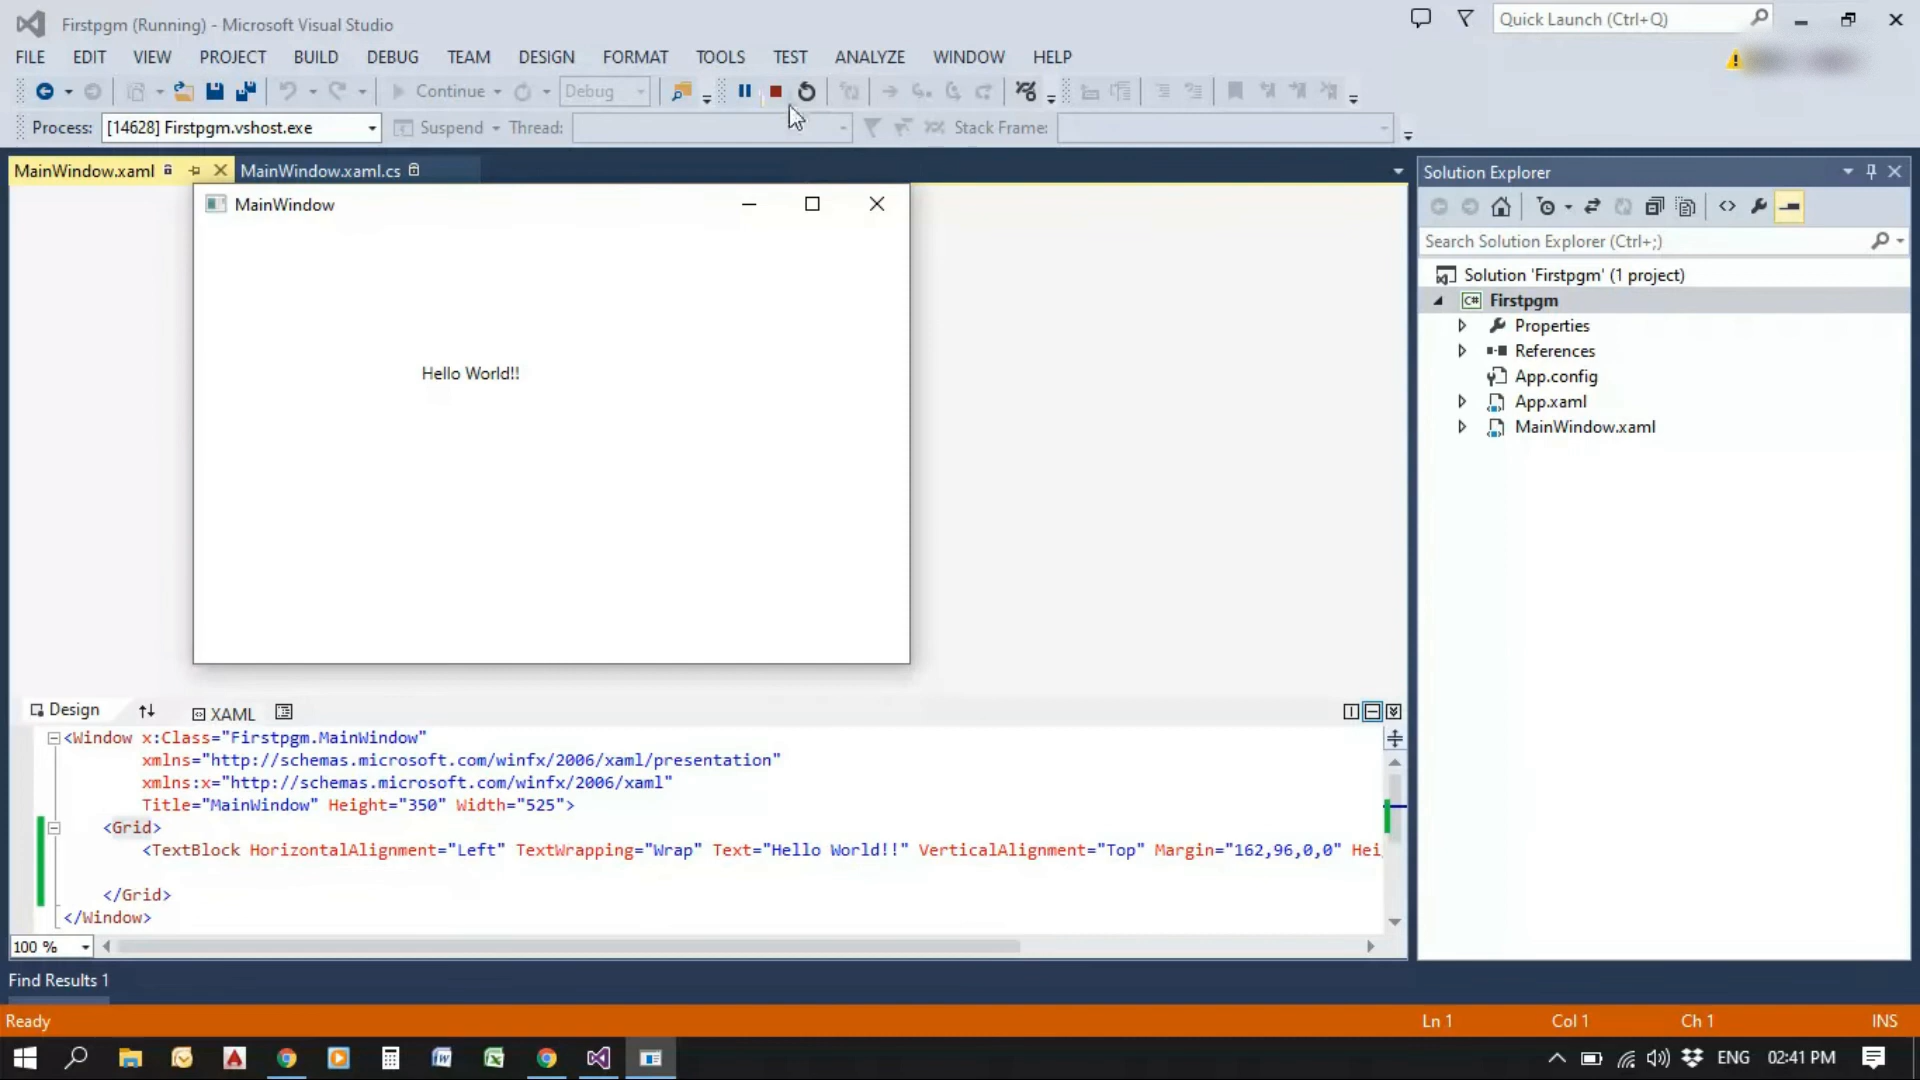 Firstpgm (Running) - Microsoft Visual Studio
Quick Launch (Ctrl+Q)
FILE EDIT VIEW PROJECT BUILD DEBUG TEAM DESIGN FORMAT TOOLS TEST ANALYZE WINDOW HELP
Continue Debug
Process: [14628] Firstpgm.vshost.exe Suspend Thread: Stack Frame:
MainWindow.xaml MainWindow.xaml.cs
MainWindow
Hello World!!
Design XAML
<Window x:Class="Firstpgm.MainWindow"
xmlns="http://schemas.microsoft.com/winfx/2006/xaml/presentation"
xmlns:x="http://schemas.microsoft.com/winfx/2006/xaml"
Title="MainWindow" Height="350" Width="525">
<Grid>
<TextBlock HorizontalAlignment="Left" TextWrapping="Wrap" Text="Hello World!!" VerticalAlignment="Top" Margin="162,96,0,0" Hei
</Grid>
</Window>
100 %
Solution Explorer
Search Solution Explorer (Ctrl+;)
Solution 'Firstpgm' (1 project)
C# Firstpgm
Properties
References
App.config
App.xaml
MainWindow.xaml
Find Results 1
Ready Ln 1 Col 1 Ch 1 INS
ENG 02:41 PM